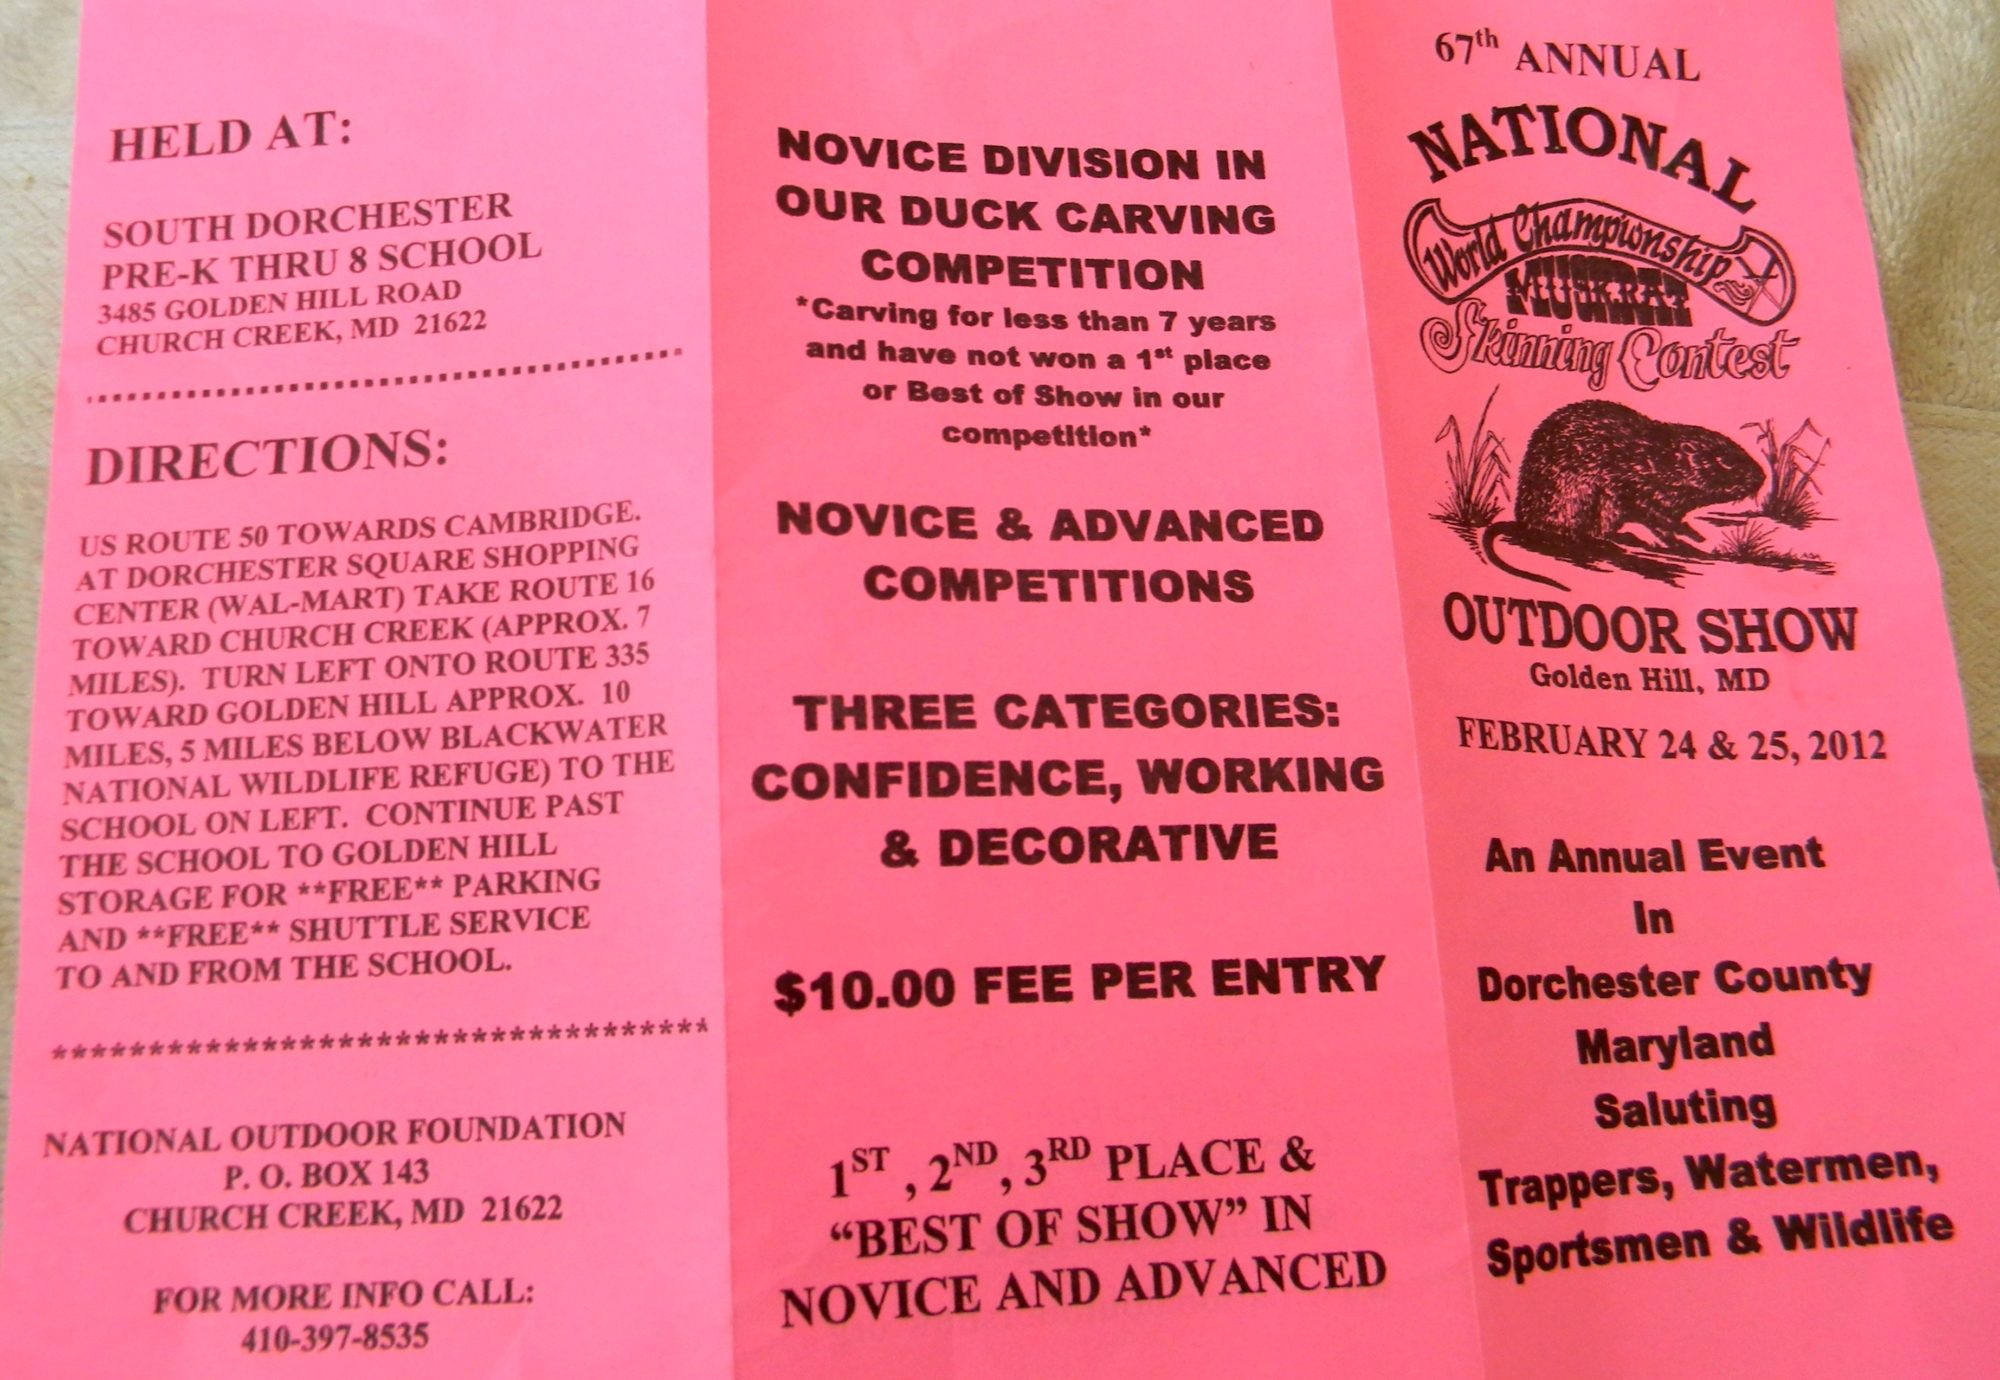 HELD AT:
SOUTH DORCHESTER
PRE-K THRU 8 SCHOOL
3485 GOLDEN HILL ROAD
CHURCH CREEK, MD 21622
DIRECTIONS:
US ROUTE 50 TOWARDS CAMBRIDGE.
AT DORCHESTER SQUARE SHOPPING
CENTER (WAL-MART) TAKE ROUTE 16
TOWARD CHURCH CREEK (APPROX. 7
MILES). TURN LEFT ONTO ROUTE 335
TOWARD GOLDEN HILL APPROX. 10
MILES, 5 MILES BELOW BLACKWATER
NATIONAL WILDLIFE REFUGE) TO THE
SCHOOL ON LEFT. CONTINUE PAST
THE SCHOOL TO GOLDEN HILL
STORAGE FOR **FREE** PARKING
AND **FREE** SHUTTLE SERVICE
TO AND FROM THE SCHOOL.
NATIONAL OUTDOOR FOUNDATION
P. O. BOX 143
CHURCH CREEK, MD 21622
FOR MORE INFO CALL:
410-397-8535
NOVICE DIVISION IN
OUR DUCK CARVING
COMPETITION
*Carving for less than 7 years
and have not won a 1st place
or Best of Show in our
competition*
NOVICE & ADVANCED
COMPETITIONS
THREE CATEGORIES:
CONFIDENCE, WORKING
& DECORATIVE
$10.00 FEE PER ENTRY
1ST , 2ND, 3RD PLACE &
“BEST OF SHOW” IN
NOVICE AND ADVANCED
67th ANNUAL
NATIONAL
World Championship
MUSKRAT
Skinning Contest
OUTDOOR SHOW
Golden Hill, MD
FEBRUARY 24 & 25, 2012
An Annual Event
In
Dorchester County
Maryland
Saluting
Trappers, Watermen,
Sportsmen & Wildlife